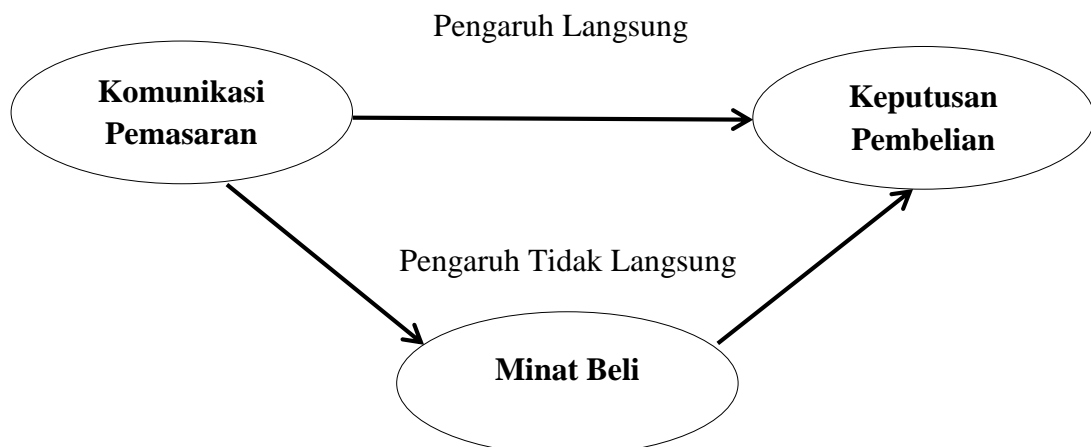 Pengaruh Langsung
Komunikasi
Pemasaran
Keputusan
Pembelian
Pengaruh Tidak Langsung
Minat Beli